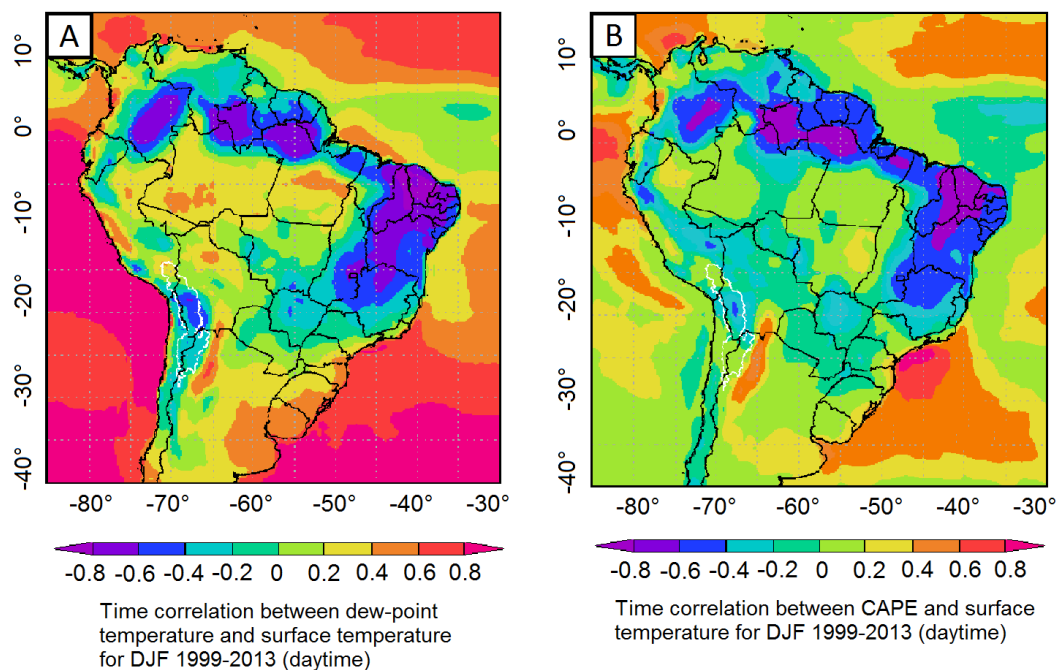 A
B
10°
0°
-10°
-20°
-30°
-40°
10°
0°
-10°
-20°
-30°
-40°
-80° -70° -60° -50° -40° -30°
-80° -70° -60° -50° -40° -30°
-0.8 -0.6 -0.4 -0.2 0 0.2 0.4 0.6 0.8
-0.8 -0.6 -0.4 -0.2 0 0.2 0.4 0.6 0.8
Time correlation between dew-point
temperature and surface temperature
for DJF 1999-2013 (daytime)
Time correlation between CAPE and surface
temperature for DJF 1999-2013 (daytime)